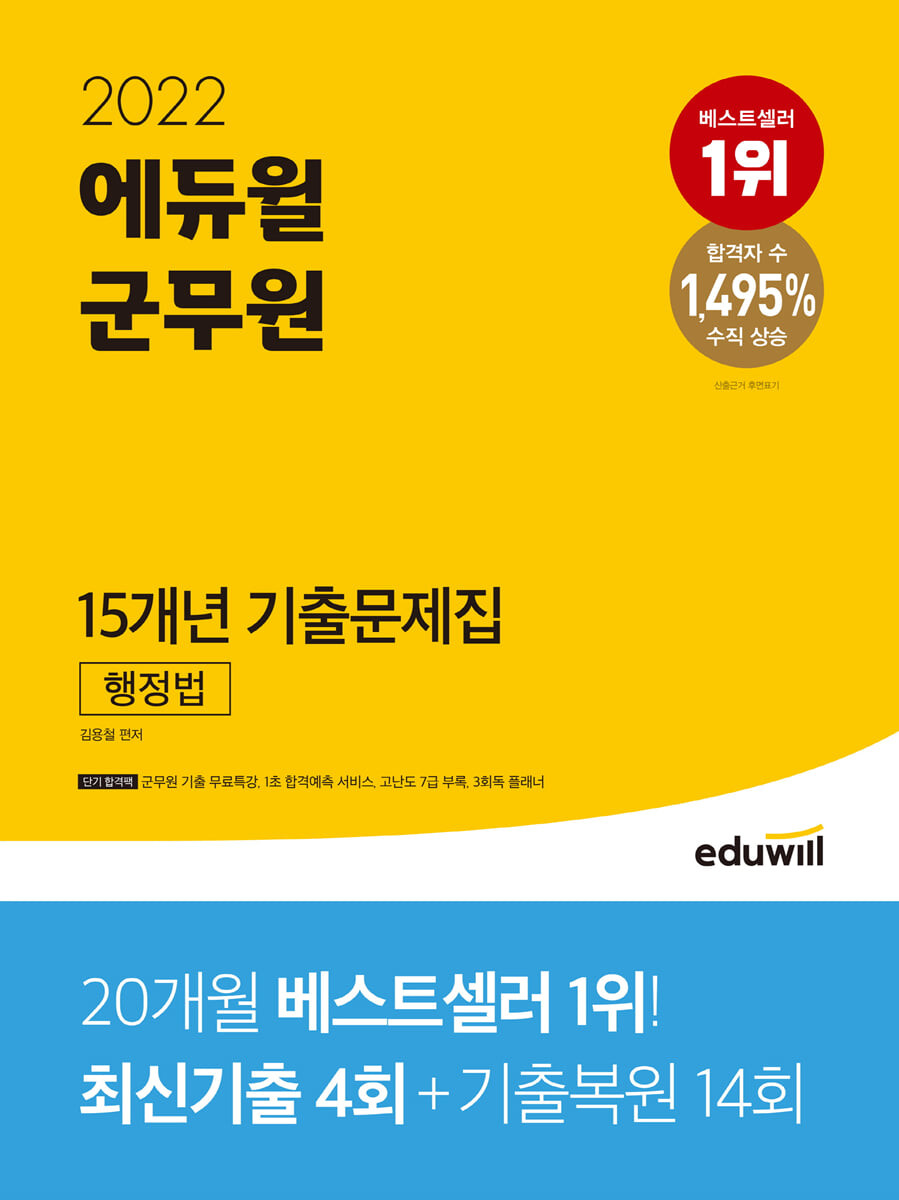 2022
에듀윌
군무원
베스트셀러
1위
합격자 수
1,495%
수직 상승
산출근거 후면표기
15개년 기출문제집
행정법
김용철 편저
단기 합격팩 군무원 기출 무료특강, 1초 합격예측 서비스, 고난도 7급 부록, 3회독 플래너
eduwill
20개월 베스트셀러 1위!
최신기출 4회 + 기출복원 14회